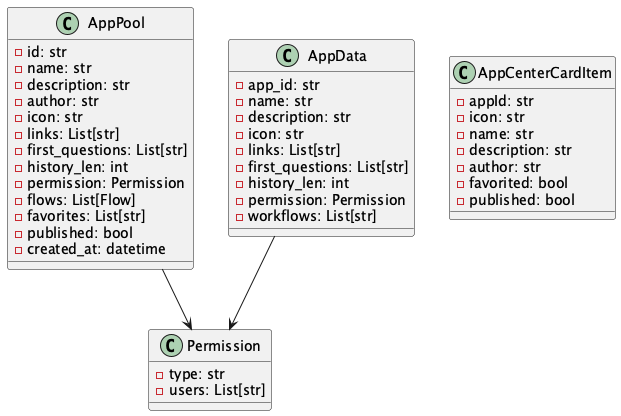 C AppPool
id: str
name: str
description: str
author: str
icon: str
links: List[str]
first_questions: List[str]
history_len: int
permission: Permission
flows: List[Flow]
favorites: List[str]
published: bool
created_at: datetime
C AppData
app_id: str
name: str
description: str
icon: str
links: List[str]
first_questions: List[str]
history_len: int
permission: Permission
workflows: List[str]
C AppCenterCardItem
appId: str
icon: str
name: str
description: str
author: str
favorited: bool
published: bool
C Permission
type: str
users: List[str]